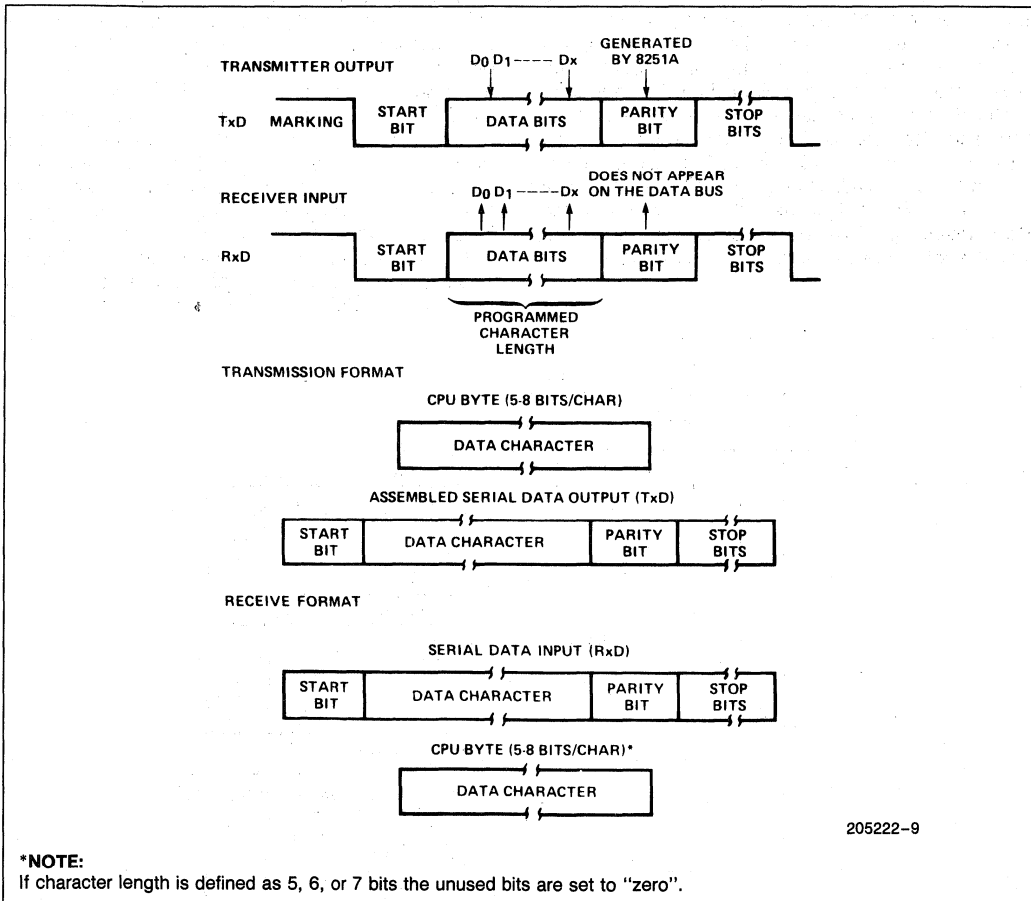 TRANSMITTER OUTPUT
D0 D1 ---- Dx
GENERATED
BY 8251A
TxD MARKING
START
BIT
DATA BITS
PARITY
BIT
STOP
BITS
RECEIVER INPUT
D0 D1 ----Dx
DOES NOT APPEAR
ON THE DATA BUS
RxD
START
BIT
DATA BITS
PARITY
BIT
STOP
BITS
PROGRAMMED
CHARACTER
LENGTH
TRANSMISSION FORMAT
CPU BYTE (5-8 BITS/CHAR)
DATA CHARACTER
ASSEMBLED SERIAL DATA OUTPUT (TxD)
START
BIT
DATA CHARACTER
PARITY
BIT
STOP
BITS
RECEIVE FORMAT
SERIAL DATA INPUT (RxD)
START
BIT
DATA CHARACTER
PARITY
BIT
STOP
BITS
CPU BYTE (5-8 BITS/CHAR)*
DATA CHARACTER
205222-9
*NOTE:
If character length is defined as 5, 6, or 7 bits the unused bits are set to "zero".